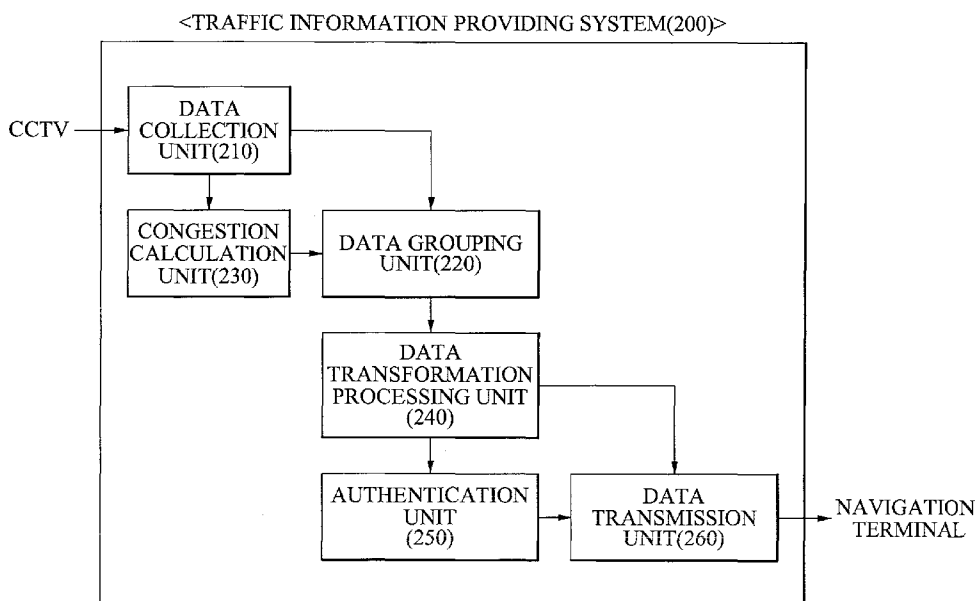 <TRAFFIC INFORMATION PROVIDING SYSTEM(200)>
CCTV
DATA
COLLECTION
UNIT(210)
CONGESTION
CALCULATION
UNIT(230)
DATA GROUPING
UNIT(220)
DATA
TRANSFORMATION
PROCESSING UNIT
(240)
AUTHENTICATION
UNIT
(250)
DATA
TRANSMISSION
UNIT(260)
NAVIGATION
TERMINAL